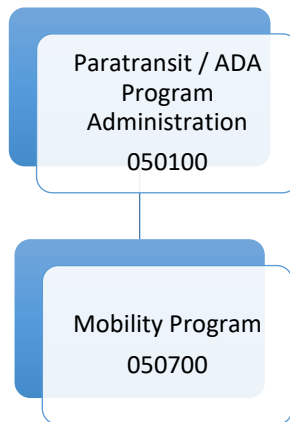 Paratransit / ADA
Program
Administration
050100
Mobility Program
050700